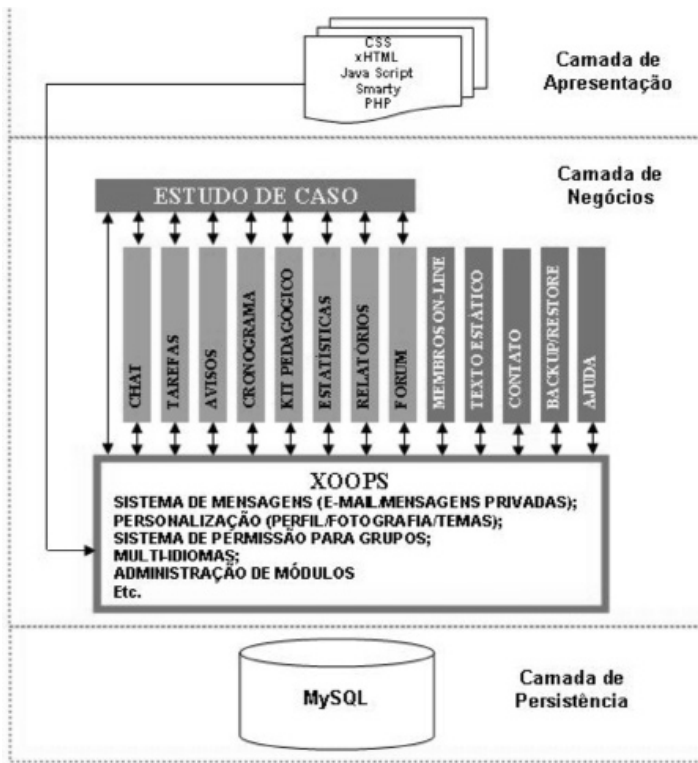 CSS
xHTML
Java Script
Smarty
PHP
Camada de
Apresentação
Camada de
Negócios
ESTUDO DE CASO
CHAT
TAREFAS
AVISOS
CRONOGRAMA
KIT PEDAGÓGICO
ESTATÍSTICAS
RELATÓRIOS
FORUM
MEMBROS ON-LINE
TEXTO ESTÀTICO
CONTATO
BACKUP/RESTORE
AJUDA
XOOPS
SISTEMA DE MENSAGENS (E-MAIL/MENSAGENS PRIVADAS);
PERSONALIZAÇÃO (PERFIL/FOTOGRAFIA/TEMAS);
SISTEMA DE PERMISSÃO PARA GRUPOS;
MULTI-IDIOMAS;
ADMINISTRAÇÃO DE MÓDULOS
Etc.
MySQL
Camada de
Persistência